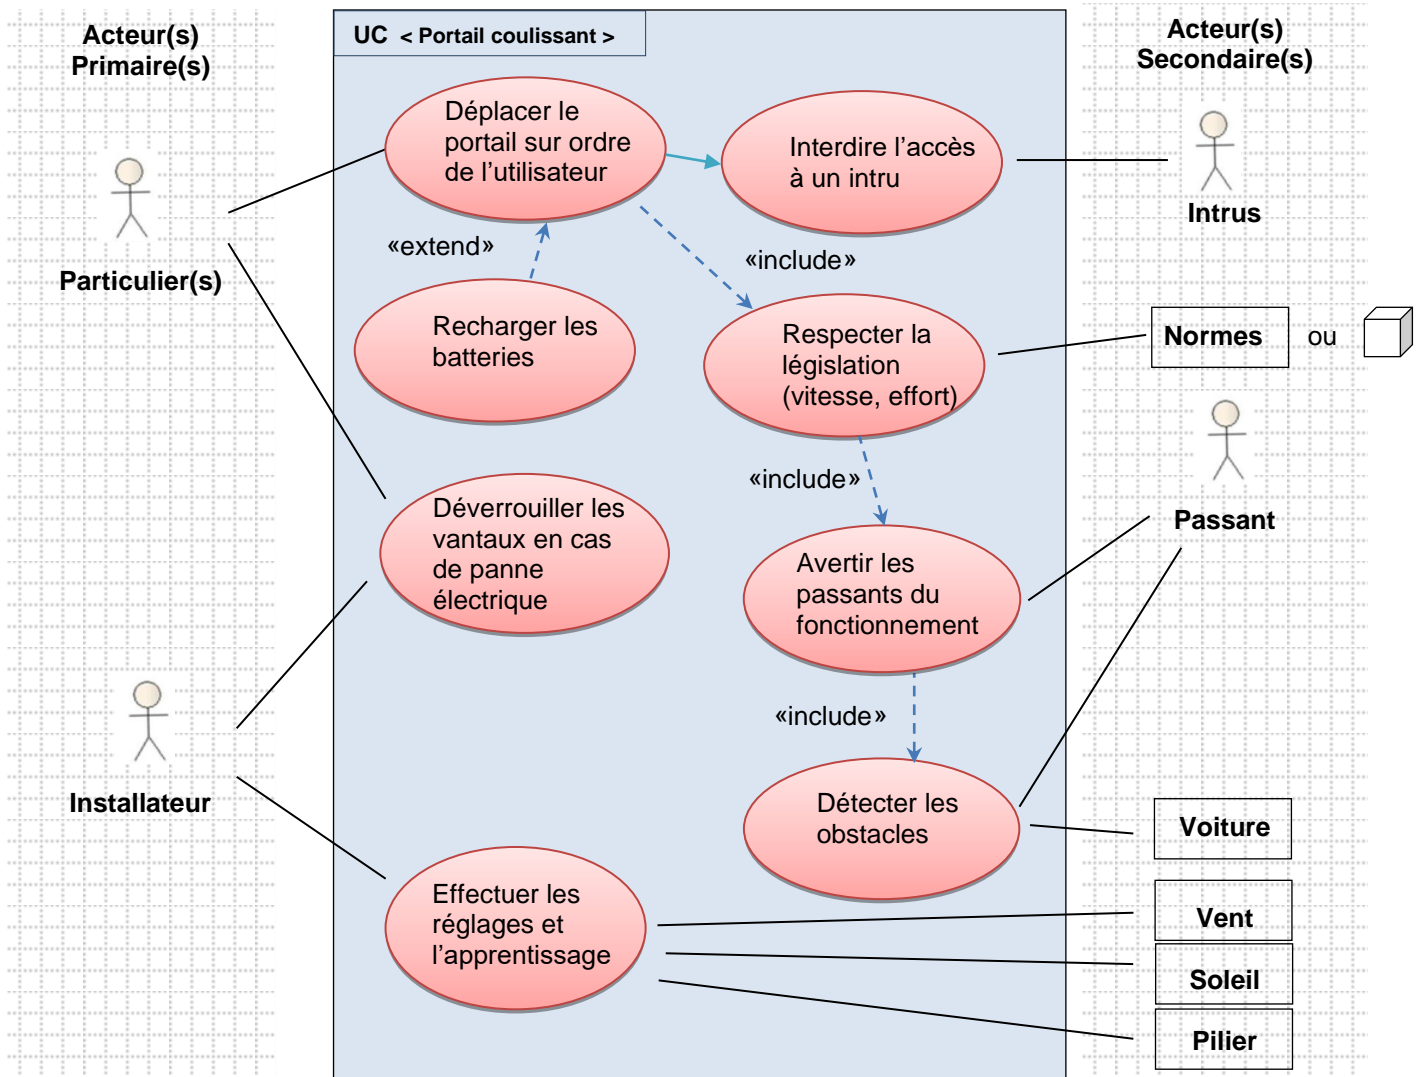 Acteur(s)
Primaire(s)
UC < Portail coulissant >
Acteur(s)
Secondaire(s)
Déplacer le
portail sur ordre
de l’utilisateur
Interdire l’accès
à un intru
Intrus
Particulier(s)
«extend»
«include»
Recharger les
batteries
Respecter la
législation
(vitesse, effort)
Normes ou
«include»
Passant
Déverrouiller les
vantaux en cas
de panne
électrique
Avertir les
passants du
fonctionnement
«include»
Installateur
Détecter les
obstacles
Voiture
Effectuer les
réglages et
l’apprentissage
Vent
Soleil
Pilier